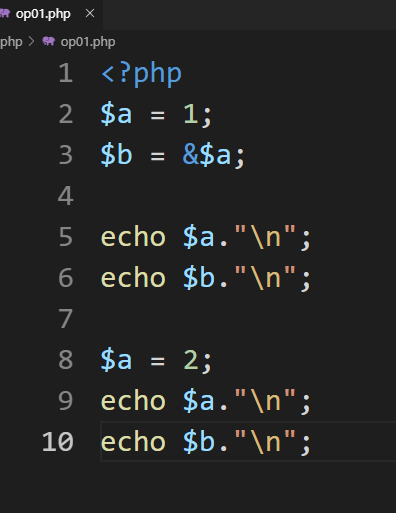 op01.php ×
php > op01.php
1 <?php
2 $a = 1;
3 $b = &$a;
4
5 echo $a."\n";
6 echo $b."\n";
7
8 $a = 2;
9 echo $a."\n";
10 echo $b."\n";